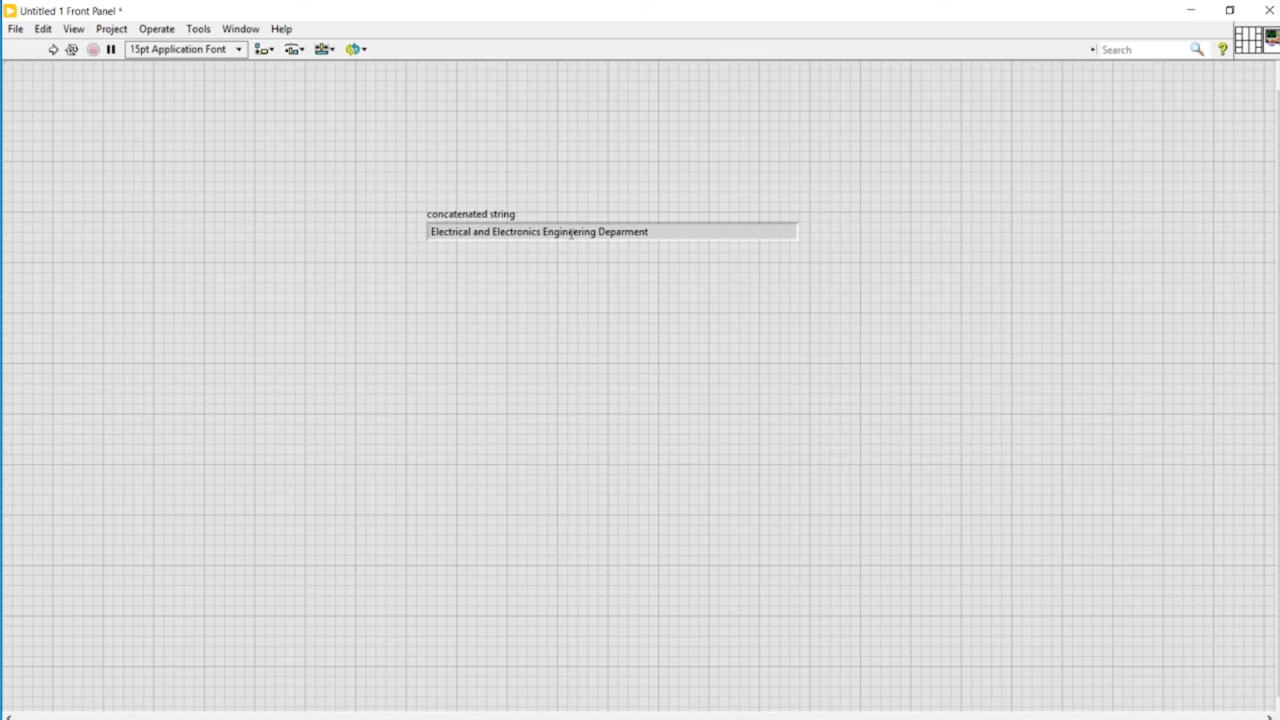 Untitled 1 Front Panel *
File Edit View Project Operate Tools Window Help
15pt Application Font Search ?
concatenated string
Electrical and Electronics Engineering Deparment